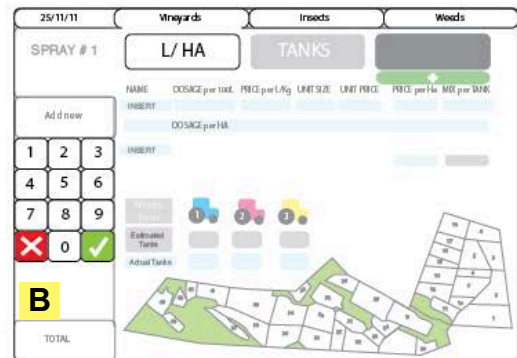 25/11/11 Vineyards Insects Weeds
SPRAY # 1 L/ HA TANKS
+
NAME DOSAGE per 100L PRICE per L/Kg UNIT SIZE UNIT PRICE PRICE per Ha MIX per TANK
INSERT
Add new
DOSAGE per HA
INSERT
1 2 3
4 5 6
7 8 9
0
1 2 3
Estimated
Tanks
Actual Tanks
B
TOTAL